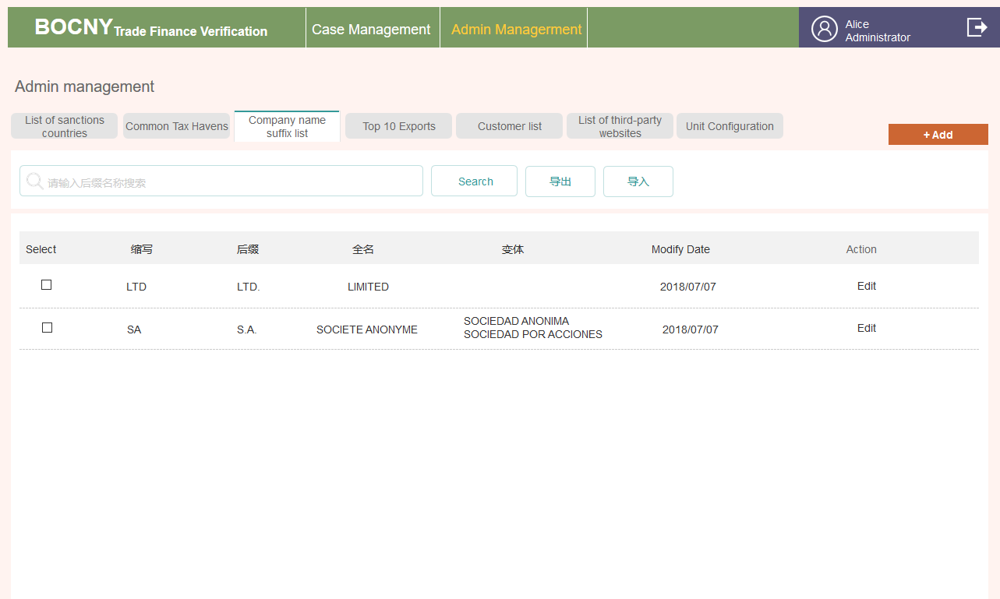 BOCNY Trade Finance Verification
Case Management
Admin Managerment
Alice
Administrator
Admin management
List of sanctions
countries
Common Tax Havens
Company name
suffix list
Top 10 Exports
Customer list
List of third-party
websites
Unit Configuration
+ Add
请输入后缀名称搜索
Search
导出
导入
Select 缩写 后缀 全名 变体 Modify Date Action
LTD LTD. LIMITED 2018/07/07 Edit
SA S.A. SOCIETE ANONYME SOCIEDAD ANONIMA 2018/07/07 Edit
SOCIEDAD POR ACCIONES